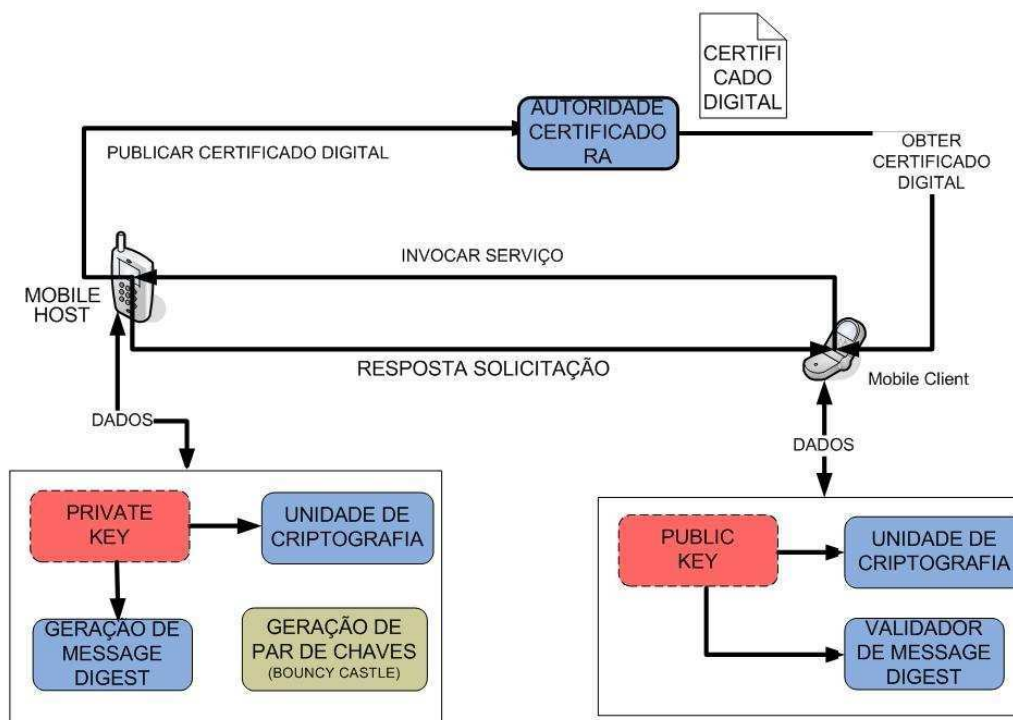 CERTIFI
CADO
DIGITAL
AUTORIDADE
CERTIFICADO
RA
PUBLICAR CERTIFICADO DIGITAL
OBTER
CERTIFICADO
DIGITAL
INVOCAR SERVIÇO
MOBILE
HOST
RESPOSTA SOLICITAÇÃO
Mobile Client
DADOS
DADOS
PRIVATE
KEY
UNIDADE DE
CRIPTOGRAFIA
GERAÇÃO DE
MESSAGE
DIGEST
GERAÇÃO DE
PAR DE CHAVES
(BOUNCY CASTLE)
PUBLIC
KEY
UNIDADE DE
CRIPTOGRAFIA
VALIDADOR
DE MESSAGE
DIGEST